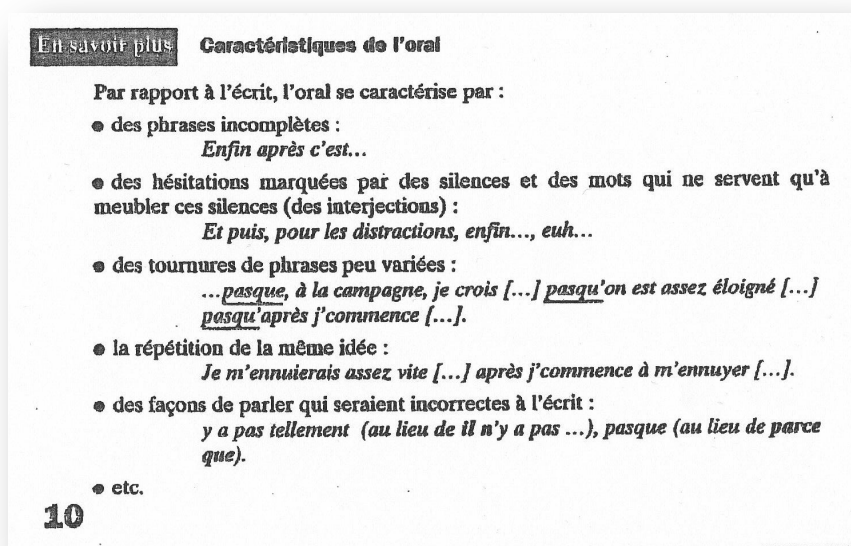 En savoir plus Caractéristiques de l'oral
Par rapport à l'écrit, l'oral se caractérise par :
● des phrases incomplètes :
Enfin après c'est...
● des hésitations marquées par des silences et des mots qui ne servent qu'à
meubler ces silences (des interjections) :
Et puis, pour les distractions, enfin..., euh...
● des tournures de phrases peu variées :
...pasque, à la campagne, je crois [...] pasqu'on est assez éloigné [...]
pasqu'après j'commence [...].
● la répétition de la même idée :
Je m'ennuierais assez vite [...] après j'commence à m'ennuyer [...].
● des façons de parler qui seraient incorrectes à l'écrit :
y a pas tellement (au lieu de il n'y a pas ...), pasque (au lieu de parce
que).
● etc.
10